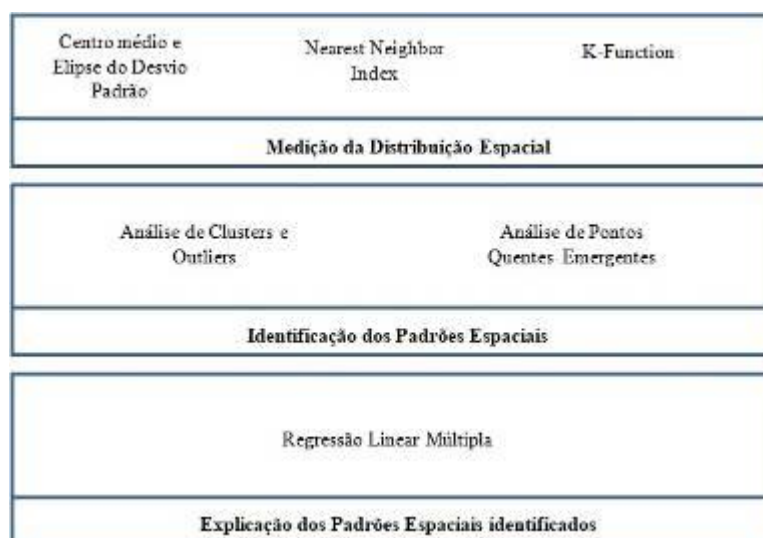 Centro médio e
Elipse do Desvio
Padrão
Nearest Neighbor
Index
K-Function
Medição da Distribuição Espacial
Análise de Clusters e
Outliers
Análise de Pontos
Quentes Emergentes
Identificação dos Padrões Espaciais
Regressão Linear Múltipla
Explicação dos Padrões Espaciais identificados